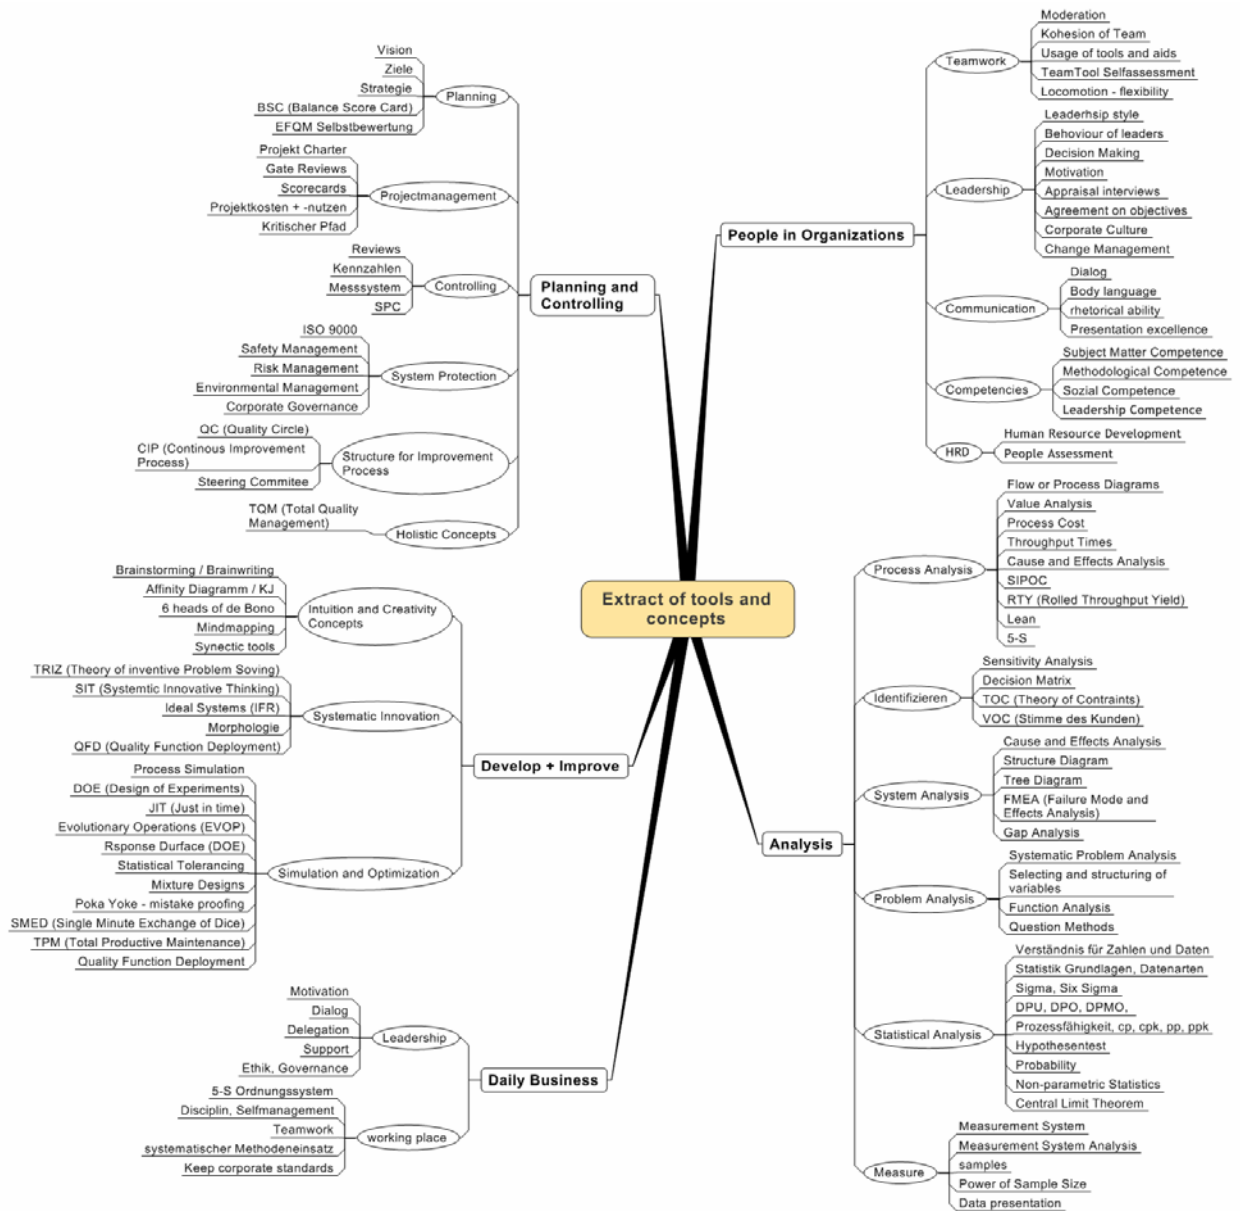 Extract of tools and
concepts
Planning and
Controlling
Planning
Vision
Ziele
Strategie
BSC (Balance Score Card)
EFQM Selbstbewertung
Projectmanagement
Projekt Charter
Gate Reviews
Scorecards
Projektkosten + -nutzen
Kritischer Pfad
Controlling
Reviews
Kennzahlen
Messsystem
SPC
System Protection
ISO 9000
Safety Management
Risk Management
Environmental Management
Corporate Governance
Structure for Improvement
Process
QC (Quality Circle)
CIP (Continous Improvement
Process)
Steering Commitee
Holistic Concepts
TQM (Total Quality
Management)
Develop + Improve
Intuition and Creativity
Concepts
Brainstorming / Brainwriting
Affinity Diagramm / KJ
6 heads of de Bono
Mindmapping
Synectic tools
Systematic Innovation
TRIZ (Theory of inventive Problem Soving)
SIT (Systemtic Innovative Thinking)
Ideal Systems (IFR)
Morphologie
QFD (Quality Function Deployment)
Simulation and Optimization
Process Simulation
DOE (Design of Experiments)
JIT (Just in time)
Evolutionary Operations (EVOP)
Rsponse Durface (DOE)
Statistical Tolerancing
Mixture Designs
Poka Yoke - mistake proofing
SMED (Single Minute Exchange of Dice)
TPM (Total Productive Maintenance)
Quality Function Deployment
Daily Business
Leadership
Motivation
Dialog
Delegation
Support
Ethik, Governance
working place
5-S Ordnungssystem
Disciplin, Selfmanagement
Teamwork
systematischer Methodeneinsatz
Keep corporate standards
People in Organizations
Teamwork
Moderation
Kohesion of Team
Usage of tools and aids
TeamTool Selfassessment
Locomotion - flexibility
Leadership
Leaderhsip style
Behoviour of leaders
Decision Making
Motivation
Appraisal interviews
Agreement on objectives
Corporate Culture
Change Management
Communication
Dialog
Body language
rhetorical ability
Presentation excellence
Competencies
Subject Matter Competence
Methodological Competence
Sozial Competence
Leadership Competence
HRD
Human Resource Development
People Assessment
Analysis
Process Analysis
Flow or Process Diagrams
Value Analysis
Process Cost
Throughput Times
Cause and Effects Analysis
SIPOC
RTY (Rolled Throughput Yield)
Lean
5-S
Identifizieren
Sensitivity Analysis
Decision Matrix
TOC (Theory of Contraints)
VOC (Stimme des Kunden)
System Analysis
Cause and Effects Analysis
Structure Diagram
Tree Diagram
FMEA (Failure Mode and
Effects Analysis)
Gap Analysis
Problem Analysis
Systematic Problem Analysis
Selecting and structuring of
variables
Function Analysis
Question Methods
Statistical Analysis
Verständnis für Zahlen und Daten
Statistik Grundlagen, Datenarten
Sigma, Six Sigma
DPU, DPO, DPMO,
Prozessfähigkeit, cp, cpk, pp, ppk
Hypothesentest
Probability
Non-parametric Statistics
Central Limit Theorem
Measure
Measurement System
Measurement System Analysis
samples
Power of Sample Size
Data presentation